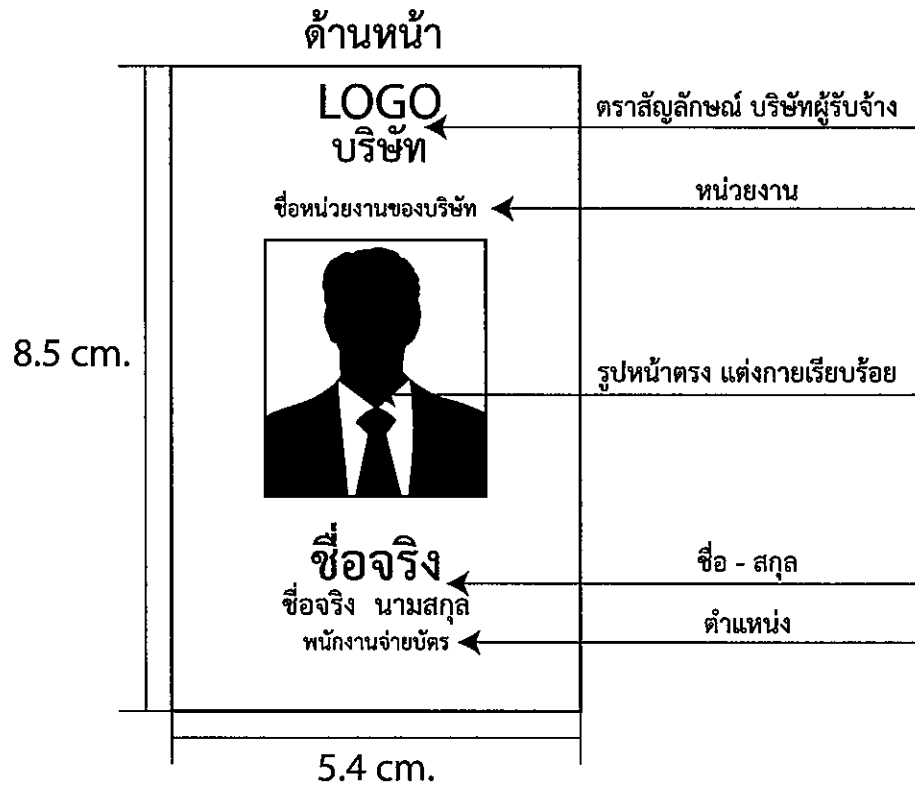 ด้านหน้า
LOGO
บริษัท
ตราสัญลักษณ์ บริษัทผู้รับจ้าง
หน่วยงาน
ชื่อหน่วยงานของบริษัท
8.5 cm.
รูปหน้าตรง แต่งกายเรียบร้อย
ชื่อจริง
ชื่อ - สกุล
ชื่อจริง นามสกุล
ตำแหน่ง
พนักงานจ่ายบัตร
5.4 cm.